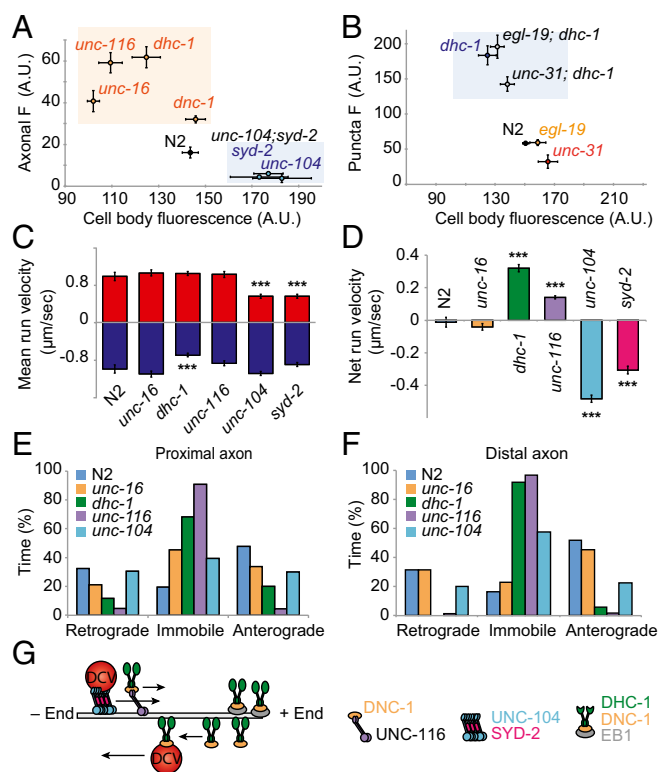 A
B
Axonal F (A.U.)
60
40
20
0
unc-116
dhc-1
unc-16
dnc-1
N2
unc-104;syd-2
syd-2
unc-104
90
110
130
150
170
190
Cell body fluorescence (A.U.)
Puncta F (A.U.)
200
150
100
50
0
dhc-1
egl-19; dhc-1
unc-31; dhc-1
N2
egl-19
unc-31
70
110
150
190
230
Cell body fluorescence (A.U.)
C
D
Mean run velocity
(µm/sec)
0.8
0
-0.8
***
***
***
N2
unc-16
dhc-1
unc-116
unc-104
syd-2
Net run velocity
(µm/sec)
0.4
0.2
0
-0.2
-0.4
N2
unc-16
***
dhc-1
***
unc-116
unc-104
***
syd-2
***
E
F
Proximal axon
Time (%)
100
80
60
40
20
0
N2
unc-16
dhc-1
unc-116
unc-104
Retrograde
Immobile
Anterograde
Distal axon
Time (%)
100
80
60
40
20
0
N2
unc-16
dhc-1
unc-116
unc-104
Retrograde
Immobile
Anterograde
G
DCV
– End
+ End
DCV
DNC-1
UNC-116
UNC-104
SYD-2
DHC-1
DNC-1
EB1